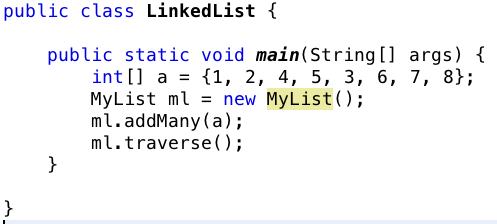 public class LinkedList {
public static void main(String[] args) {
int[] a = {1, 2, 4, 5, 3, 6, 7, 8};
MyList ml = new MyList();
ml.addMany(a);
ml.traverse();
}
}